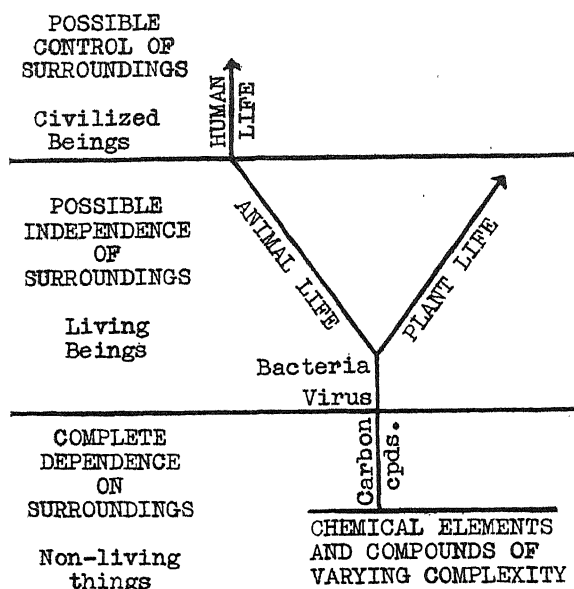 POSSIBLE
CONTROL OF
SURROUNDINGS
Civilized
Beings
HUMAN
LIFE
POSSIBLE
INDEPENDENCE
OF
SURROUNDINGS
Living
Beings
ANIMAL LIFE
PLANT LIFE
Bacteria
Virus
COMPLETE
DEPENDENCE
ON
SURROUNDINGS
Non-living
things
Carbon
cpds.
CHEMICAL ELEMENTS
AND COMPOUNDS OF
VARYING COMPLEXITY